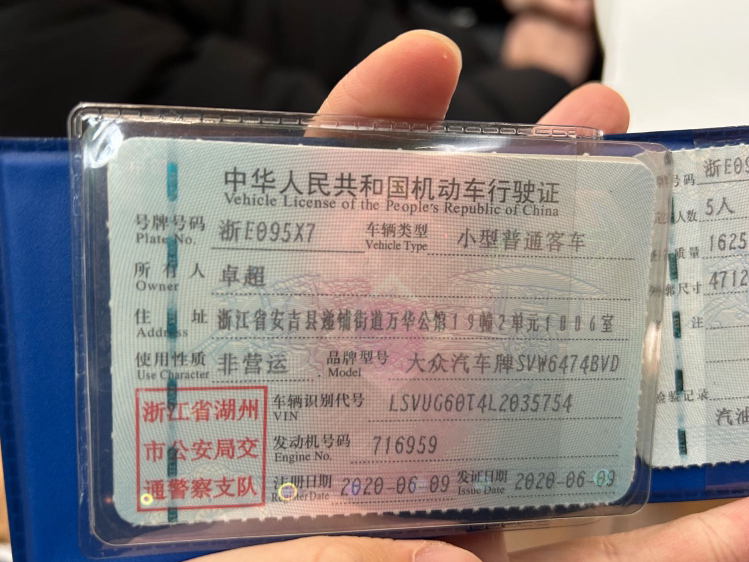 中华人民共和国机动车行驶证
Vehicle License of the People's Republic of China
号牌号码 浙E095X7 车辆类型 小型普通客车
Plate No. Vehicle Type
所有人 卓超
Owner
住址 浙江省安吉县递铺街道万华公馆19幢2单元1006室
Address
使用性质 非营运 品牌型号 大众汽车牌SVW6474BVD
Use Character Model
浙江省湖州
市公安局交
通警察支队
车辆识别代号 LSVUG60T4L2035754
VIN
发动机号码 716959
Engine No.
注册日期 2020-06-09 发证日期 2020-06-09
Date Issue Date
号码 浙E09
人数 5人
质量 1625
尺寸 4712
注
检验记录
汽油